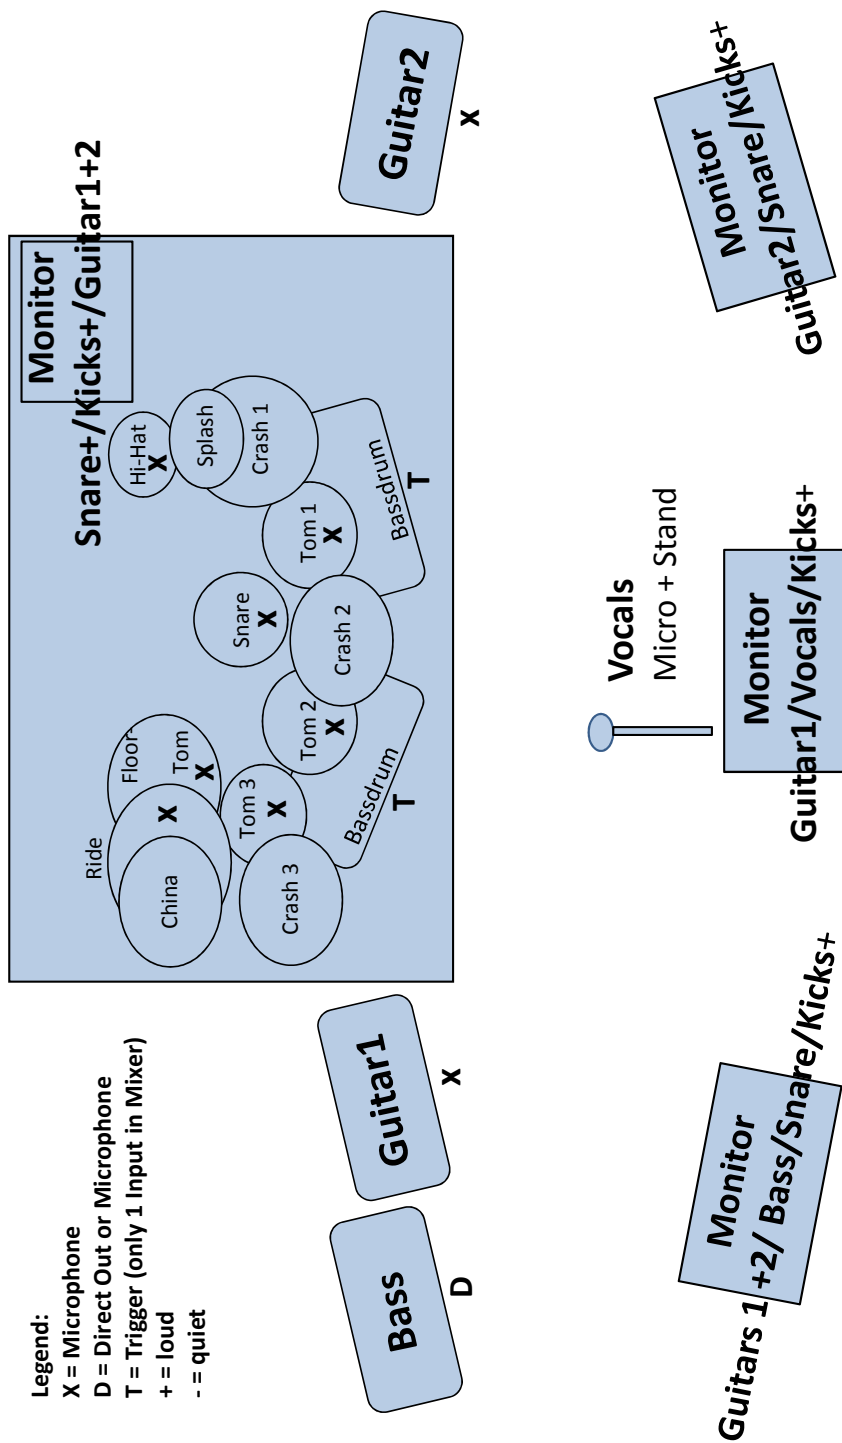 Legend:
X = Microphone
D = Direct Out or Microphone
T = Trigger (only 1 Input in Mixer)
+ = loud
- = quiet
Monitor
Snare+/Kicks+/Guitar1+2
Ride
Floor-
Tom
X
X
China
Hi-Hat
X
Splash
Snare
X
Crash 1
Tom 3
X
Tom 2
X
Tom 1
X
Crash 3
Crash 2
Bassdrum
T
Bassdrum
T
Bass
D
Guitar1
X
Guitar2
X
Vocals
Micro + Stand
Monitor
Guitars 1 +2/ Bass/Snare/Kicks+
Monitor
Guitar1/Vocals/Kicks+
Monitor
Guitar2/Snare/Kicks+